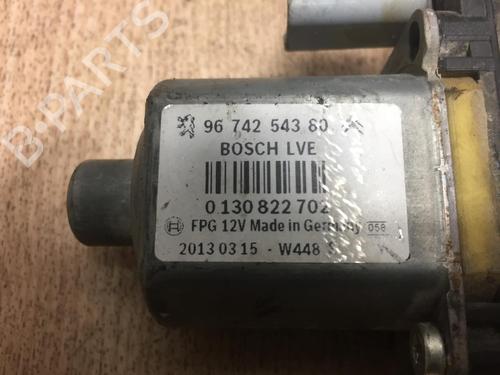 B-PARTS
96 742 543 80
BOSCH LVE
0 130 822 702
FPG 12V Made in Germany 058
2013 03 15 - W448